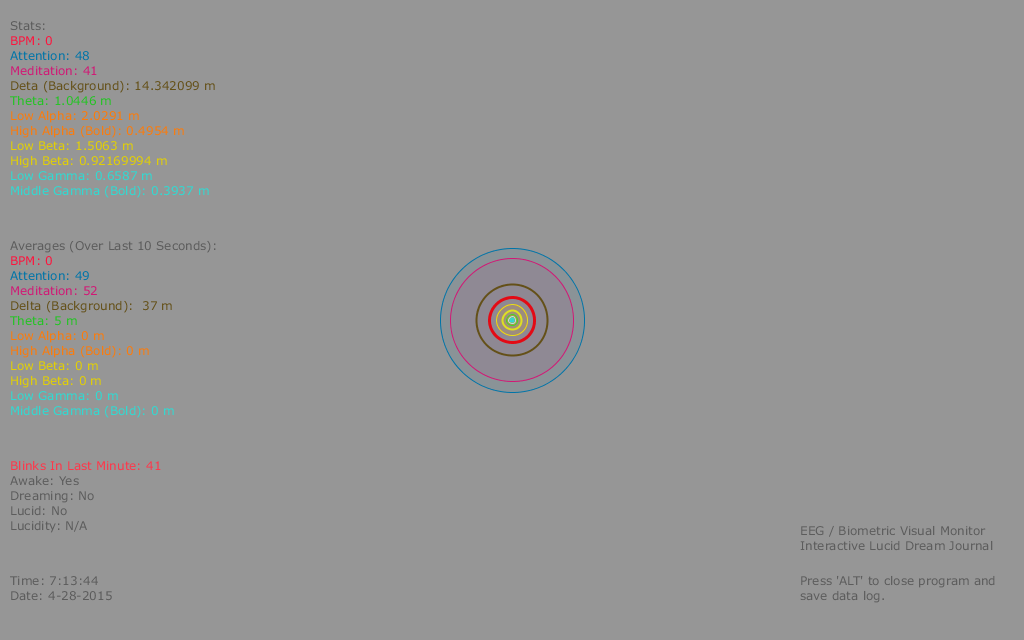 Stats:
BPM: 0
Attention: 48
Meditation: 41
Deta (Background): 14.342099 m
Theta: 1.0446 m
Low Alpha: m
High Alpha (Bold): m
Low Beta: 1.5063 m
High Beta: 0.92169994 m
Low Gamma: 0.6587 m
Middle Gamma (Bold): 0.3937 m
Averages (Over Last 10 Seconds):
BPM: 0
Attention: 49
Meditation: 52
Delta (Background):  37 m
Theta: 5 m
Low Alpha: 0 m
High Alpha (Bold): 0 m
Low Beta: 0 m
High Beta: 0 m
Low Gamma: 0 m
Middle Gamma (Bold): 0 m
Blinks In Last Minute: 41
Awake: Yes
Dreaming: No
Lucid: No
Lucidity: N/A
Time: 7:13:44
Date: 4-28-2015
EEG / Biometric Visual Monitor
Interactive Lucid Dream Journal
Press 'ALT' to close program and
save data log.